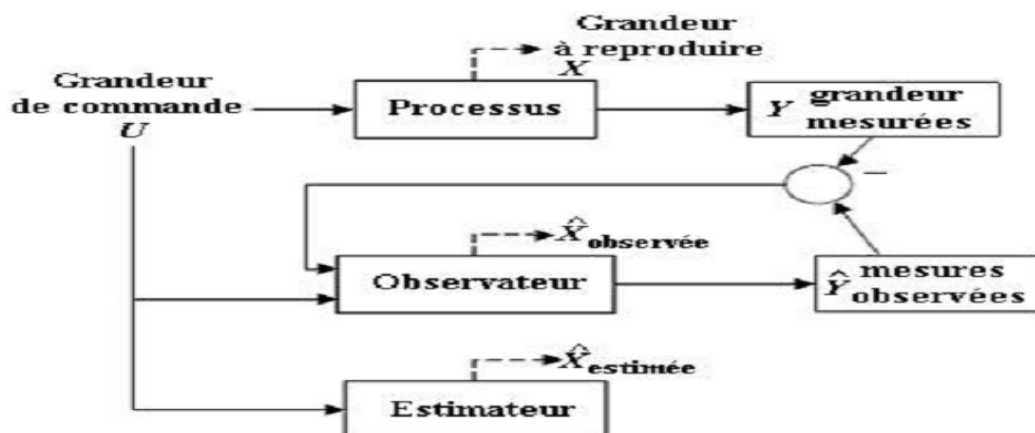 Grandeur
à reproduire
X
Grandeur
de commande
U
Processus
Y grandeur
mesurées
−
X̂ observée
Observateur
Ŷ mesures
observées
X̂ estimée
Estimateur